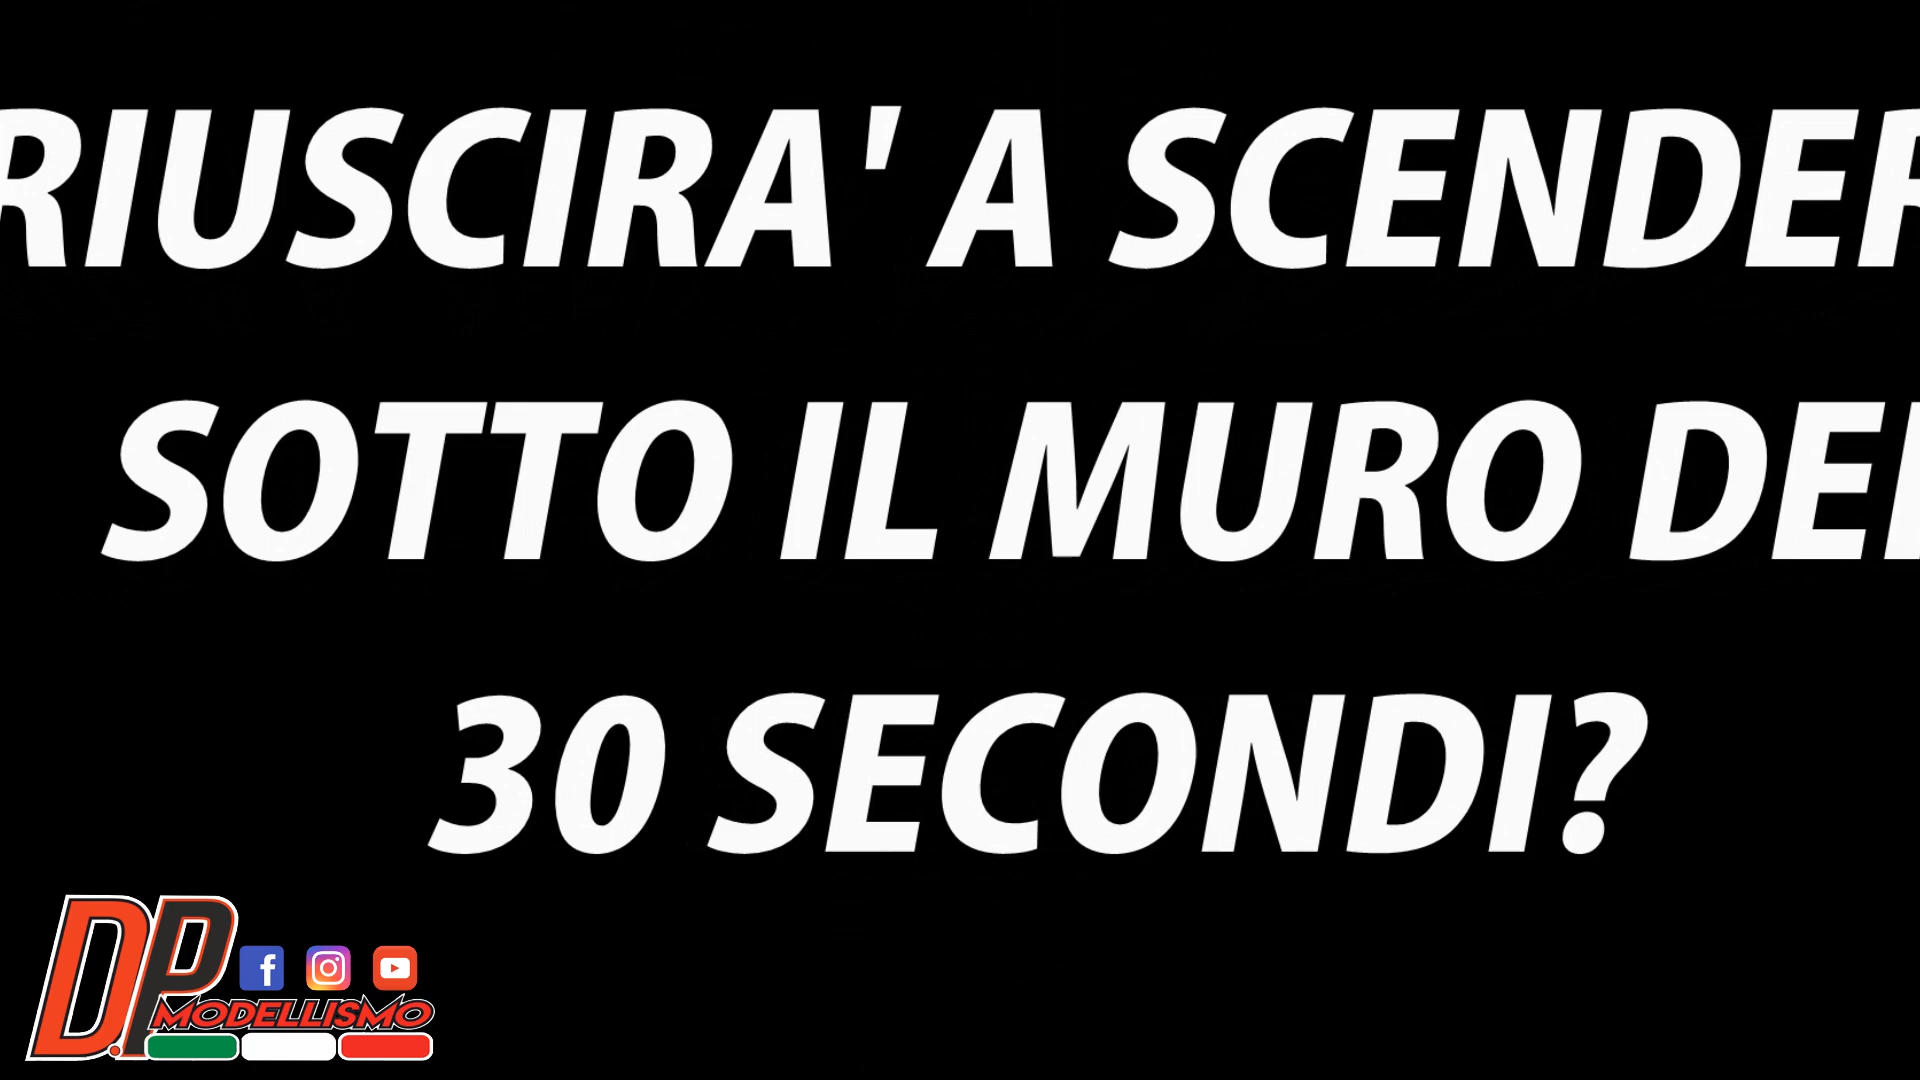 RIUSCIRA' A SCENDER
SOTTO IL MURO DEI
30 SECONDI?
D.P
MODELLISMO